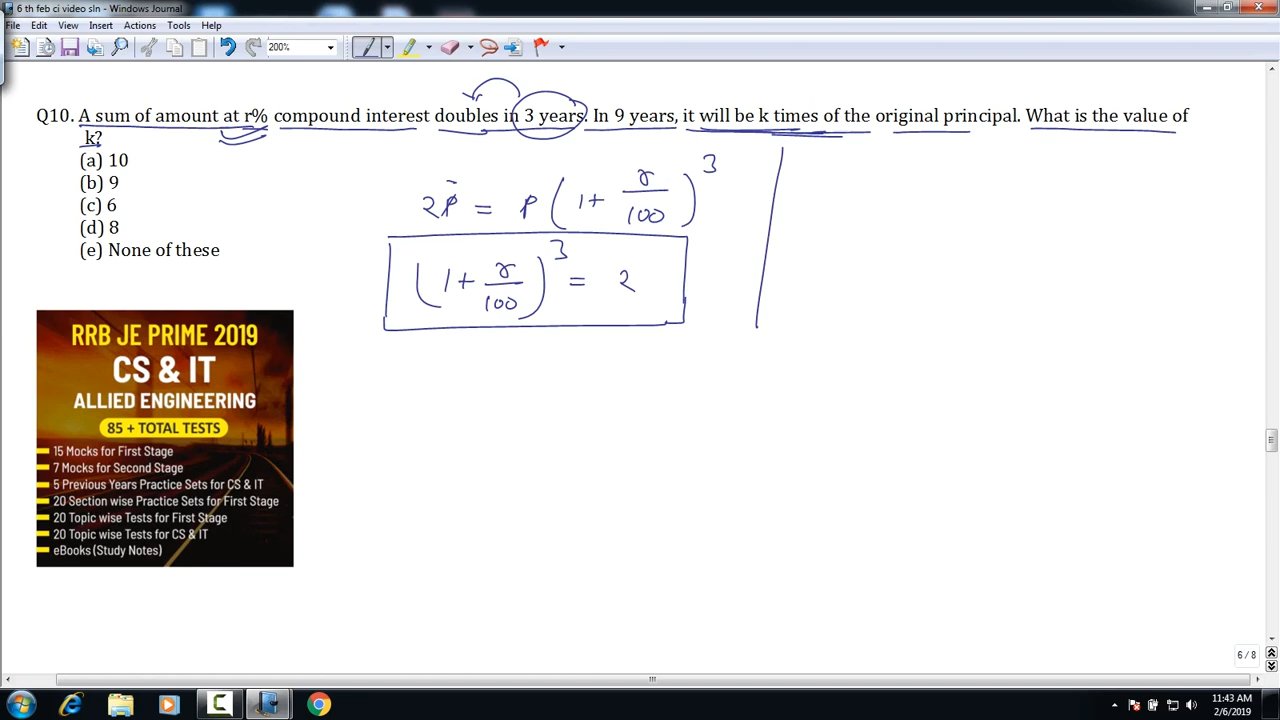 6 th feb ci video sln - Windows Journal
File Edit View Insert Actions Tools Help
200%
Q10. A sum of amount at r% compound interest doubles in 3 years. In 9 years, it will be k times of the original principal. What is the value of
k?
(a) 10
(b) 9
(c) 6
(d) 8
(e) None of these
2P = P (1 + r/100)^3
(1 + r/100)^3 = 2
RRB JE PRIME 2019
CS & IT
ALLIED ENGINEERING
85 + TOTAL TESTS
15 Mocks for First Stage
7 Mocks for Second Stage
5 Previous Years Practice Sets for CS & IT
20 Section wise Practice Sets for First Stage
20 Topic wise Tests for First Stage
20 Topic wise Tests for CS & IT
eBooks (Study Notes)
6 / 8
11:43 AM
2/6/2019